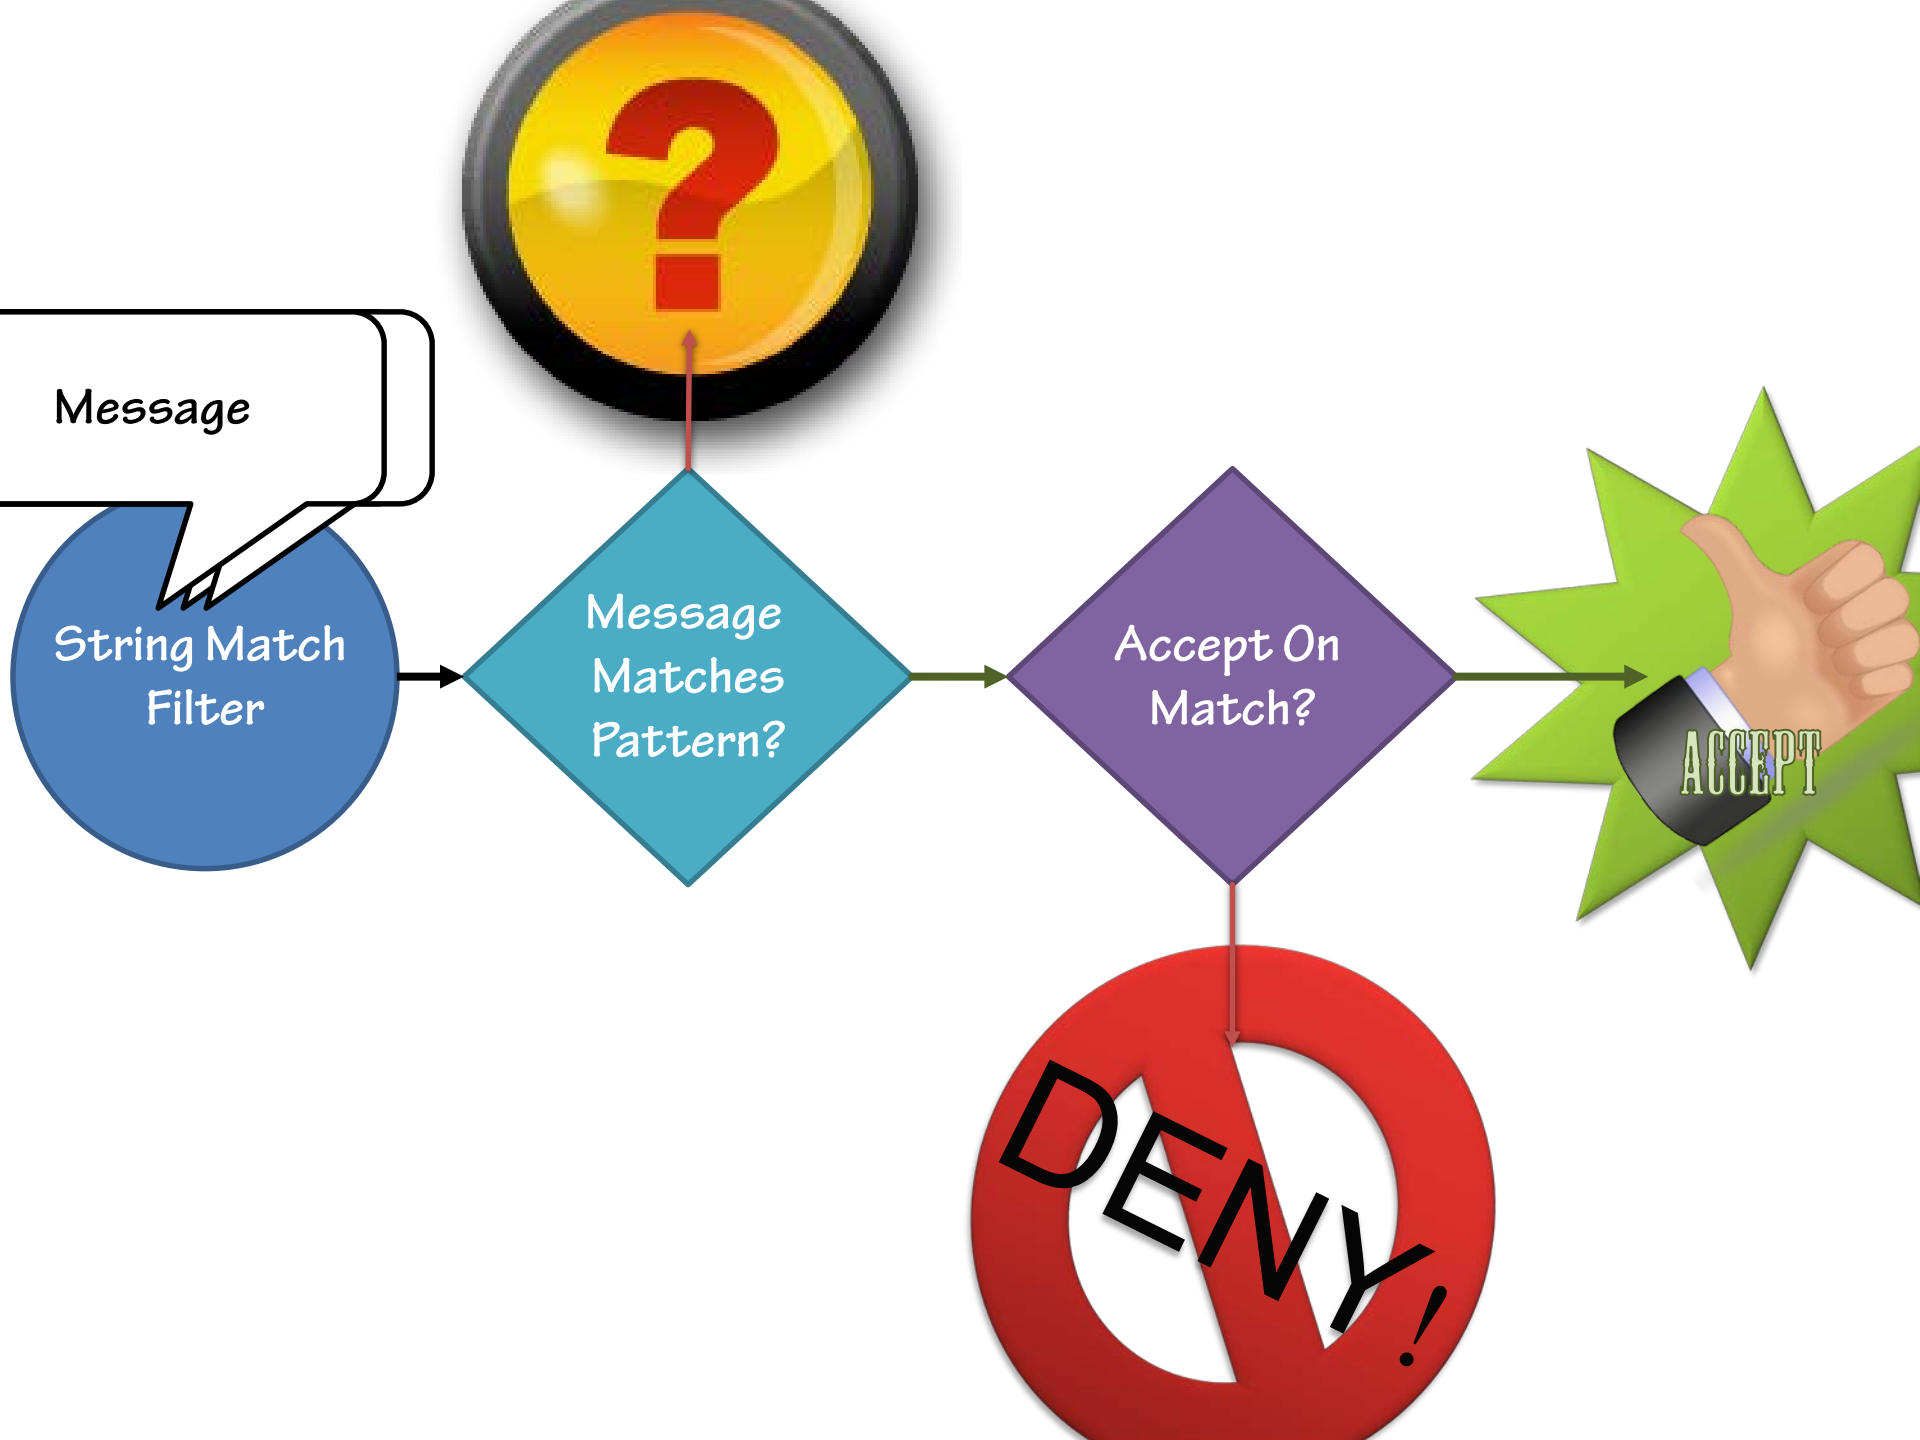 ?
Message
String Match
Filter
Message
Matches
Pattern?
Accept On
Match?
ACCEPT
DENY!